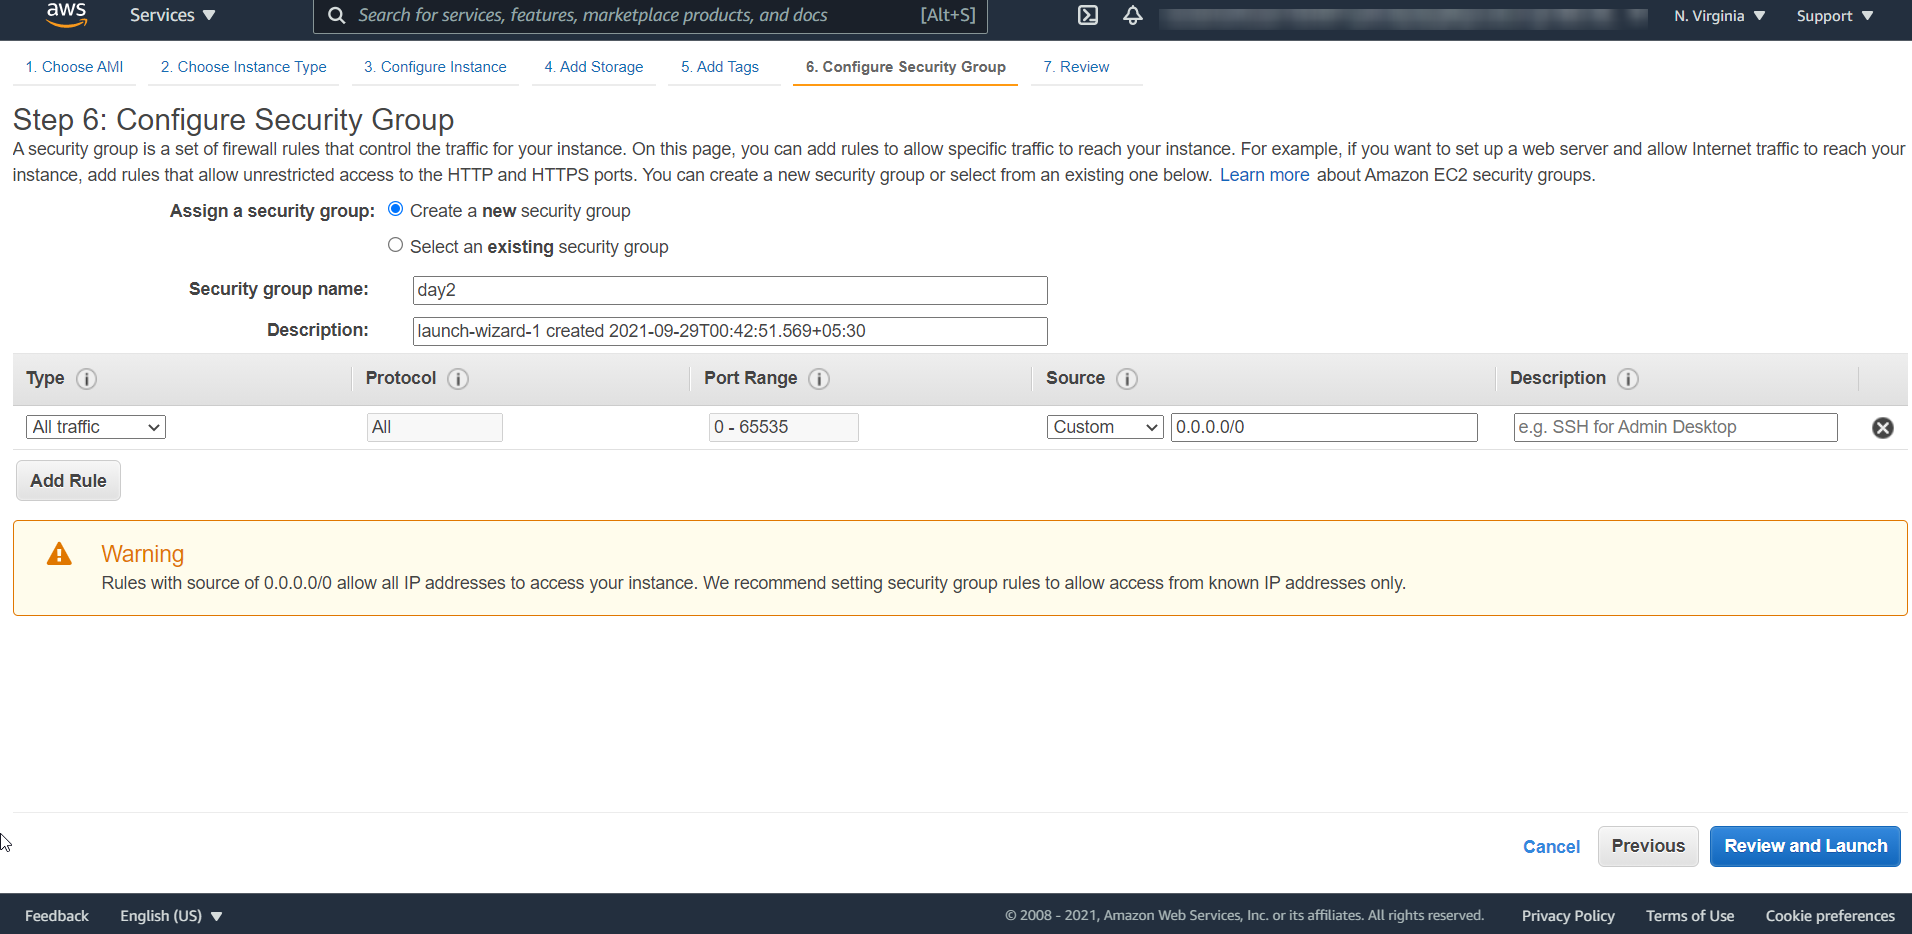 aws Services Search for services, features, marketplace products, and docs [Alt+S] N. Virginia Support
1. Choose AMI 2. Choose Instance Type 3. Configure Instance 4. Add Storage 5. Add Tags 6. Configure Security Group 7. Review
Step 6: Configure Security Group
A security group is a set of firewall rules that control the traffic for your instance. On this page, you can add rules to allow specific traffic to reach your instance. For example, if you want to set up a web server and allow Internet traffic to reach your
instance, add rules that allow unrestricted access to the HTTP and HTTPS ports. You can create a new security group or select from an existing one below. Learn more about Amazon EC2 security groups.
Assign a security group: Create a new security group
Select an existing security group
Security group name: day2
Description: launch-wizard-1 created 2021-09-29T00:42:51.569+05:30
Type Protocol Port Range Source Description
All traffic All 0 - 65535 Custom 0.0.0.0/0 e.g. SSH for Admin Desktop
Add Rule
Warning
Rules with source of 0.0.0.0/0 allow all IP addresses to access your instance. We recommend setting security group rules to allow access from known IP addresses only.
Cancel Previous Review and Launch
Feedback English (US) © 2008 - 2021, Amazon Web Services, Inc. or its affiliates. All rights reserved. Privacy Policy Terms of Use Cookie preferences